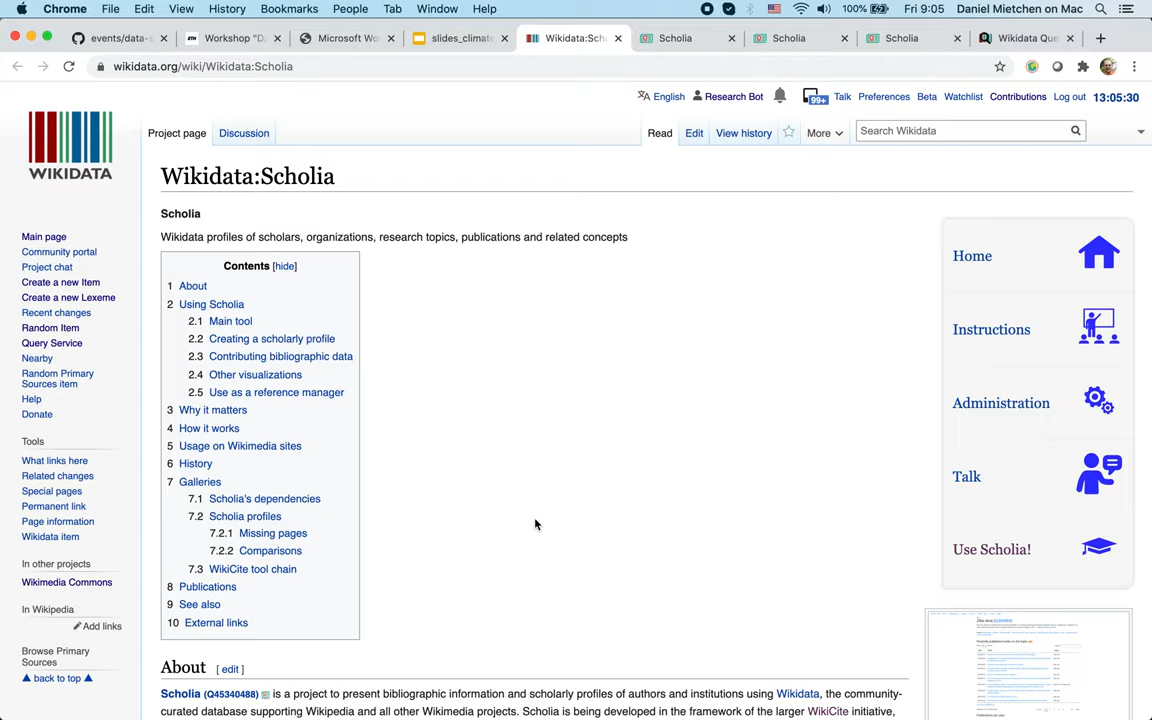 Chrome File Edit View History Bookmarks People Tab Window Help 100% Fri 9:05 Daniel Mietchen on Mac
events/data-s Workshop "Da Microsoft Wo slides_climate Wikidata:Scho Scholia Scholia Scholia Wikidata Que
wikidata.org/wiki/Wikidata:Scholia
English Research Bot 99+ Talk Preferences Beta Watchlist Contributions Log out 13:05:30
Project page Discussion Read Edit View history More Search Wikidata
WIKIDATA
Wikidata:Scholia
Scholia
Wikidata profiles of scholars, organizations, research topics, publications and related concepts
Main page
Community portal
Project chat
Create a new Item
Create a new Lexeme
Recent changes
Random Item
Query Service
Nearby
Random Primary
Sources item
Help
Donate
Tools
What links here
Related changes
Special pages
Permanent link
Page information
Wikidata item
In other projects
Wikimedia Commons
In Wikipedia
Add links
Browse Primary
Sources
▲ back to top ▲
Contents [hide]
1 About
2 Using Scholia
2.1 Main tool
2.2 Creating a scholarly profile
2.3 Contributing bibliographic data
2.4 Other visualizations
2.5 Use as a reference manager
3 Why it matters
4 How it works
5 Usage on Wikimedia sites
6 History
7 Galleries
7.1 Scholia's dependencies
7.2 Scholia profiles
7.2.1 Missing pages
7.2.2 Comparisons
7.3 WikiCite tool chain
8 Publications
9 See also
10 External links
About [ edit ]
Scholia (Q45340488) is a project to present bibliographic information and scholarly profiles of authors and institutions using Wikidata, the community-
curated database supporting Wikipedia and all other Wikimedia projects. Scholia is being developed in the framework of the larger WikiCite initiative,
Home
Instructions
Administration
Talk
Use Scholia!